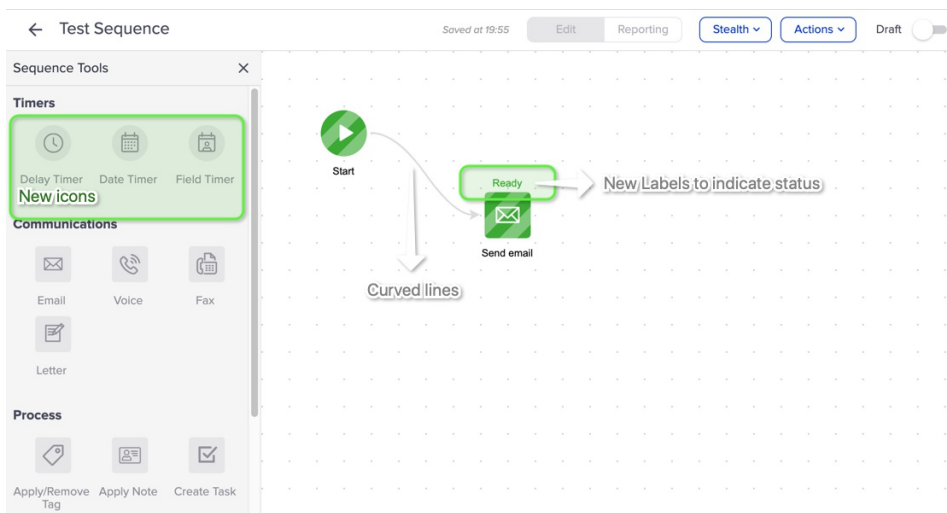 Test Sequence
Saved at 19:55
Edit
Reporting
Stealth
Actions
Draft
Sequence Tools
Timers
Delay Timer
Date Timer
Field Timer
New icons
Communications
Email
Voice
Fax
Letter
Process
Apply/Remove
Tag
Apply Note
Create Task
Start
Ready
New Labels to indicate status
Send email
Curved lines